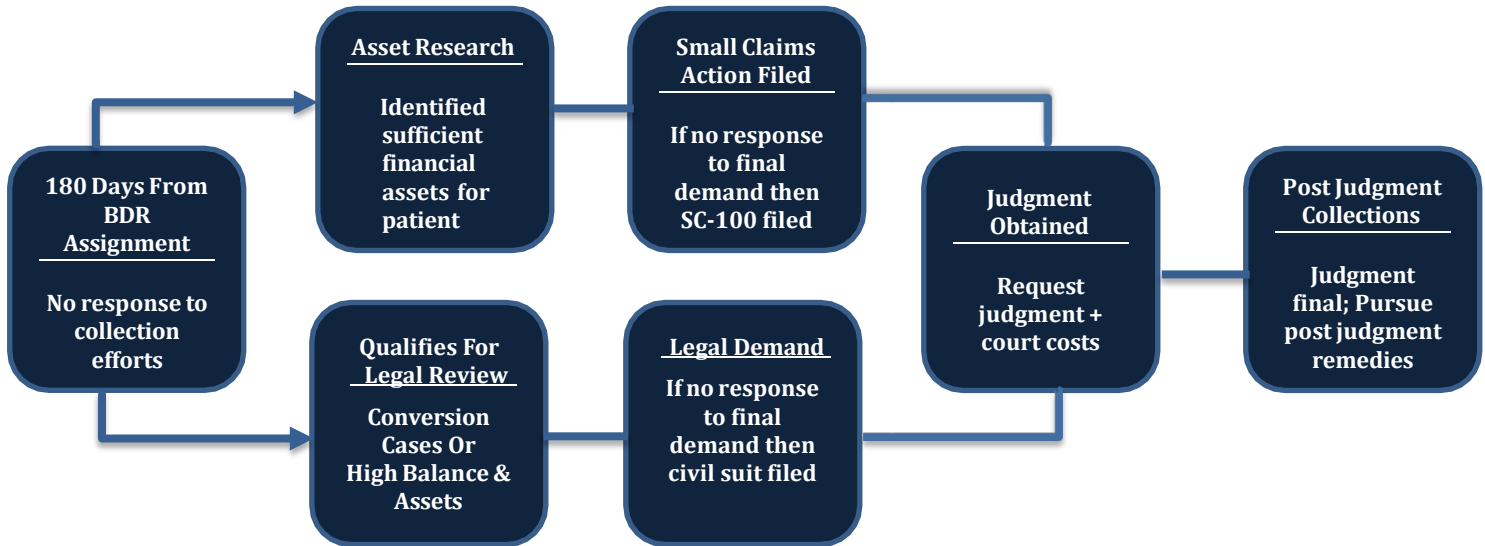 180 Days From
BDR
Assignment
No response to
collection
efforts
Asset Research
Identified
sufficient
financial
assets for
patient
Small Claims
Action Filed
If no response
to final
demand then
SC-100 filed
Qualifies For
Legal Review
Conversion
Cases Or
High Balance &
Assets
Legal Demand
If no response
to final
demand then
civil suit filed
Judgment
Obtained
Request
judgment +
court costs
Post Judgment
Collections
Judgment
final; Pursue
post judgment
remedies